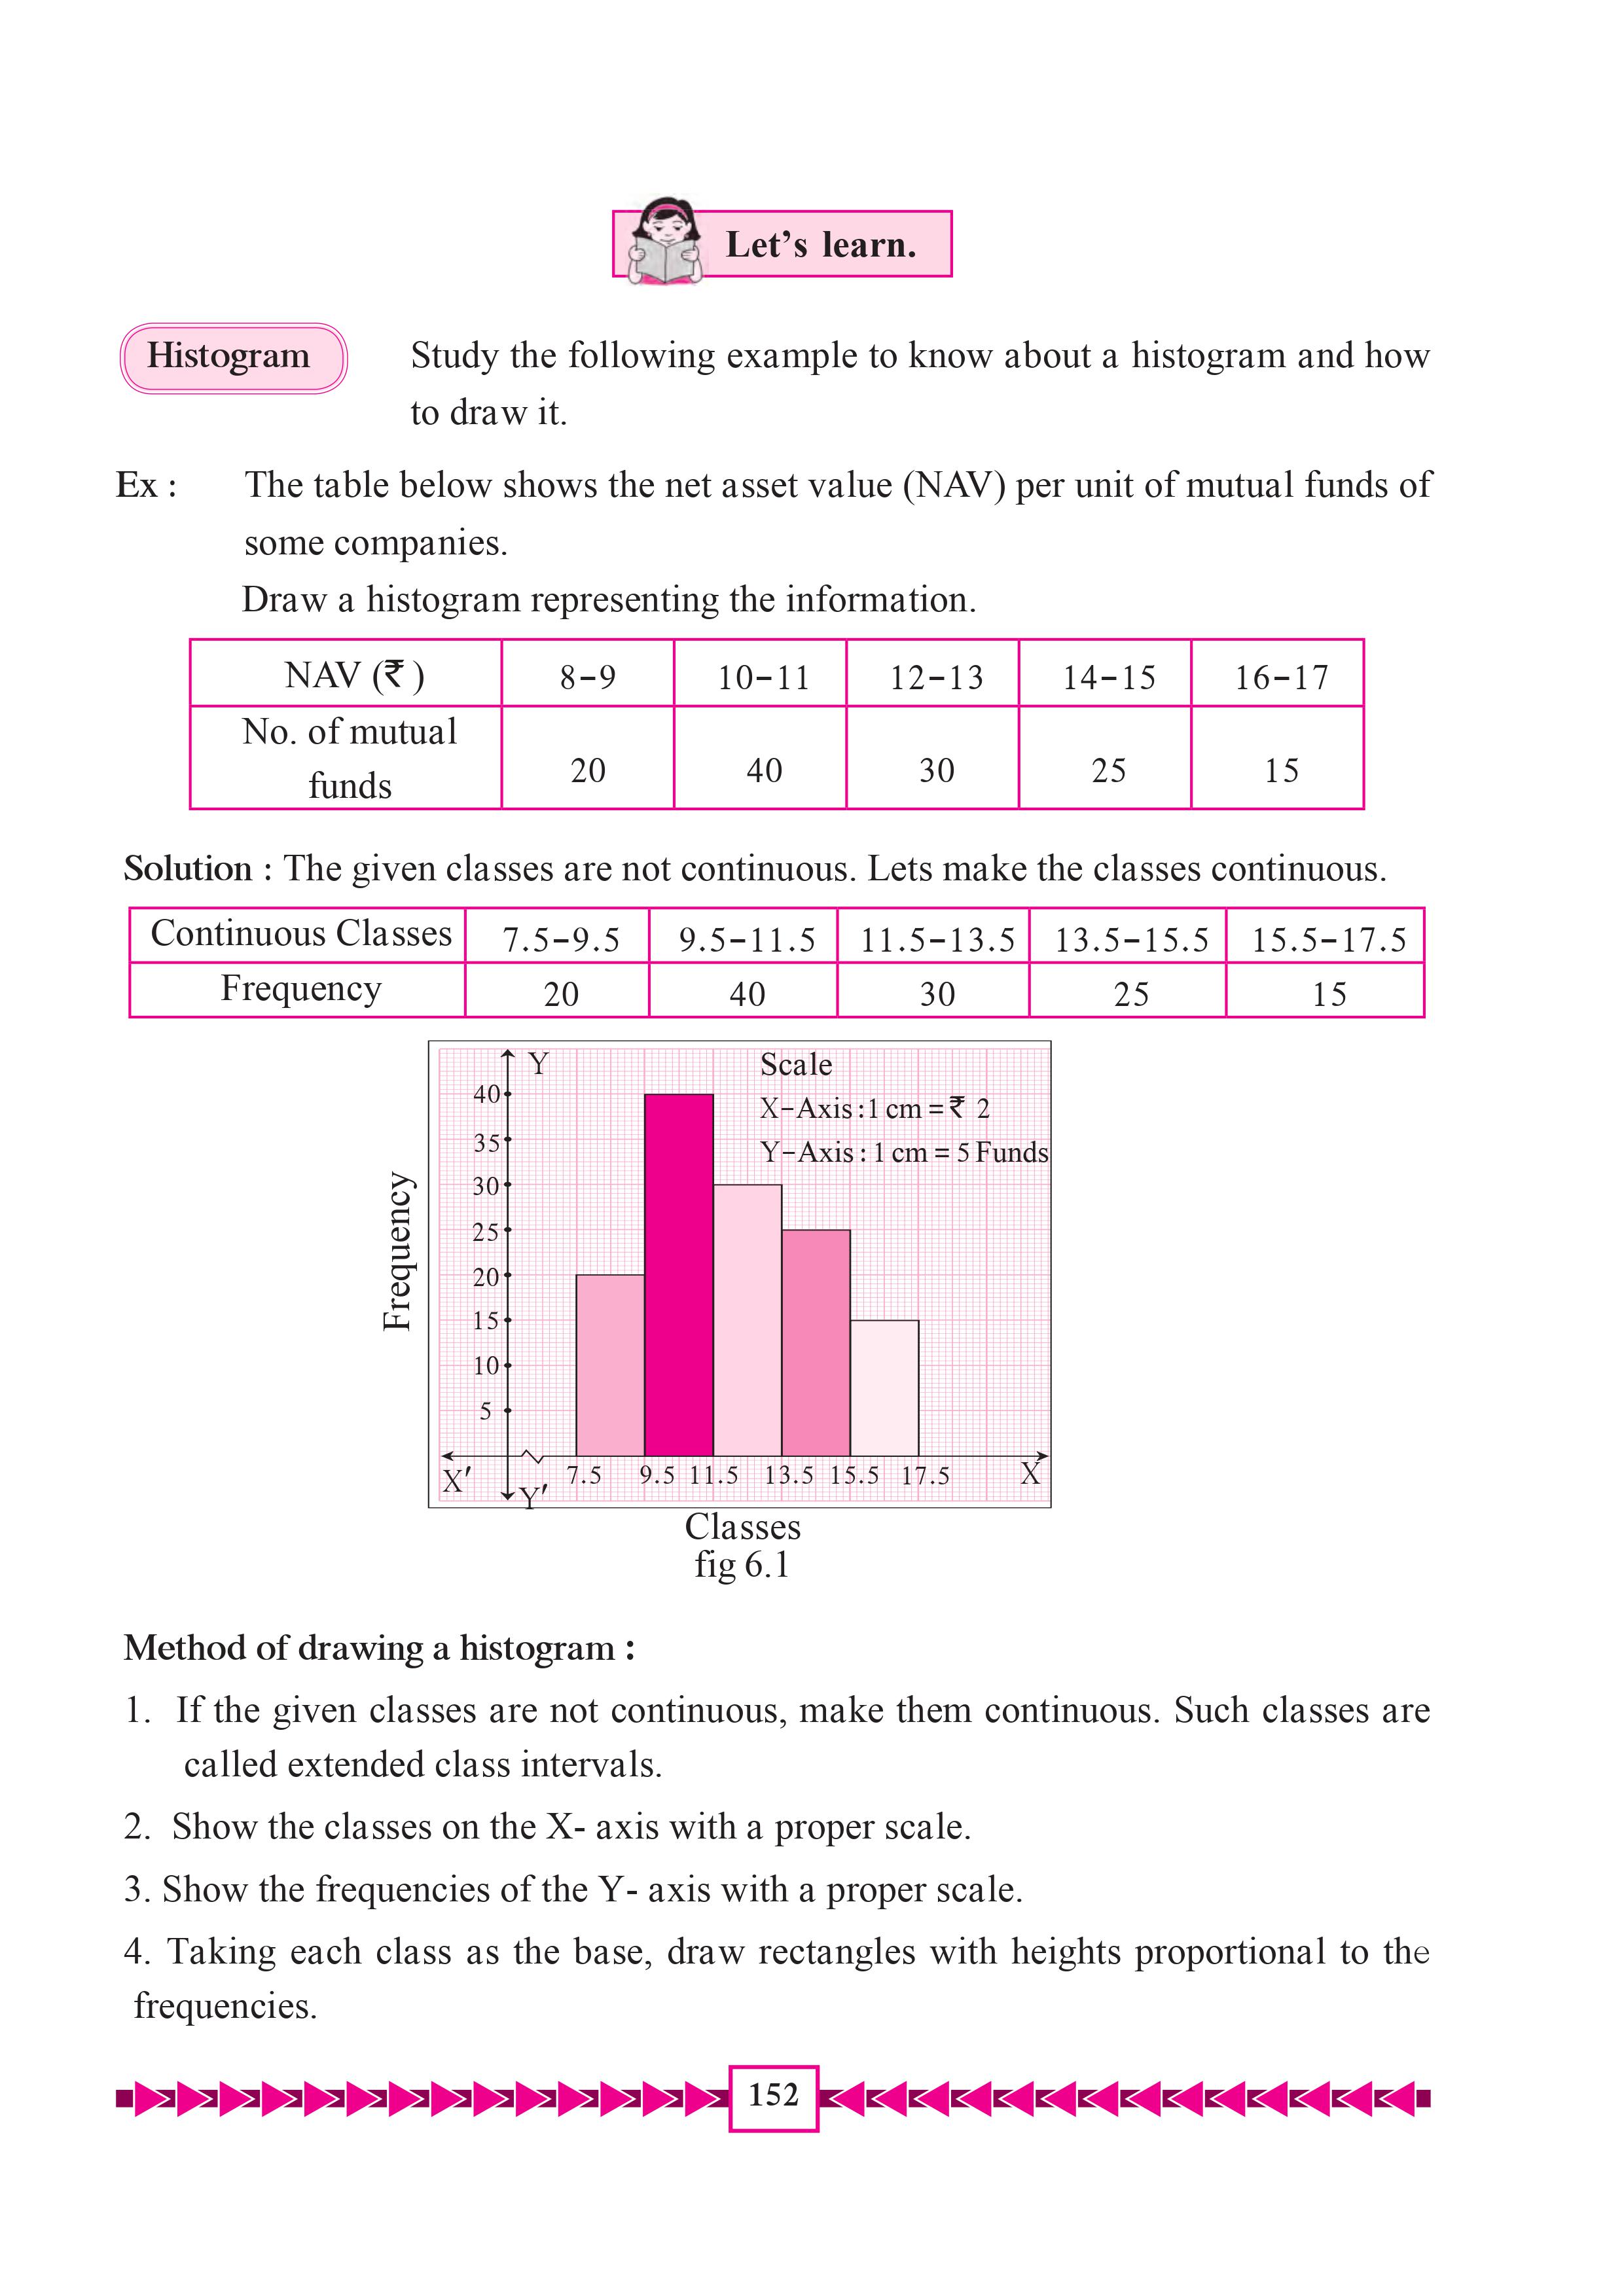 Let’s learn.
Histogram
Study the following example to know about a histogram and how
to draw it.
Ex : The table below shows the net asset value (NAV) per unit of mutual funds of
some companies.
Draw a histogram representing the information.
NAV (₹ ) 8-9 10-11 12-13 14-15 16-17
No. of mutual
funds 20 40 30 25 15
Solution : The given classes are not continuous. Lets make the classes continuous.
Continuous Classes 7.5-9.5 9.5-11.5 11.5-13.5 13.5-15.5 15.5-17.5
Frequency 20 40 30 25 15
Y
Scale
X-Axis :1 cm = ₹ 2
Y-Axis : 1 cm = 5 Funds
Frequency
40
35
30
25
20
15
10
5
X′ Y′ 7.5 9.5 11.5 13.5 15.5 17.5 X
Classes
fig 6.1
Method of drawing a histogram :
1. If the given classes are not continuous, make them continuous. Such classes are
called extended class intervals.
2. Show the classes on the X- axis with a proper scale.
3. Show the frequencies of the Y- axis with a proper scale.
4. Taking each class as the base, draw rectangles with heights proportional to the
frequencies.
152